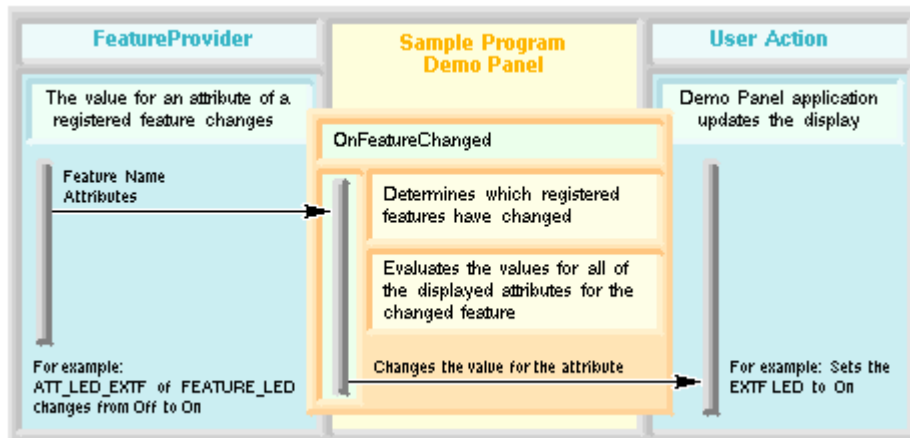 FeatureProvider
Sample Program
Demo Panel
User Action
The value for an attribute of a
registered feature changes
Demo Panel application
updates the display
OnFeatureChanged
Feature Name
Attributes
Determines which registered
features have changed
Evaluates the values for all of
the displayed attributes for the
changed feature
For example:
ATT_LED_EXTF of FEATURE_LED
changes from Off to On
Changes the value for the attribute
For example: Sets the
EXTF LED to On